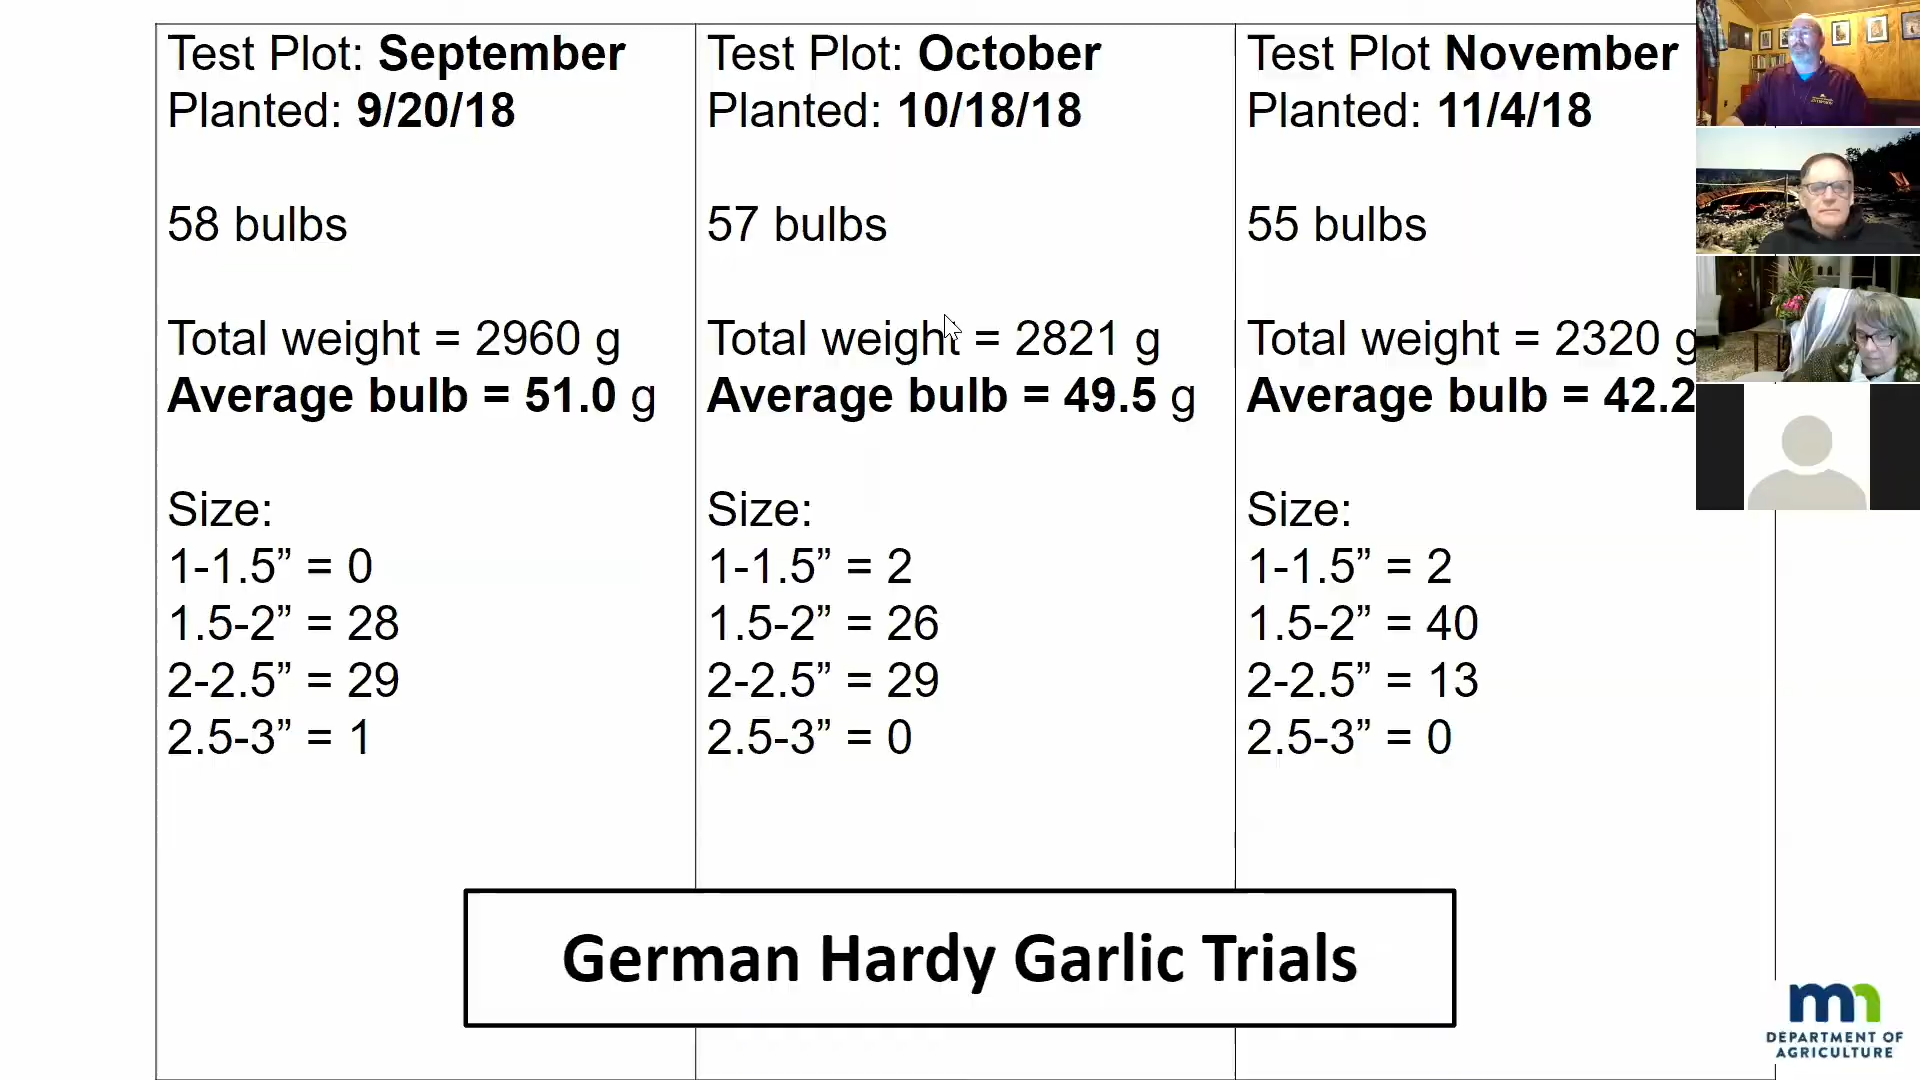 Test Plot: September
Planted: 9/20/18
58 bulbs
Total weight = 2960 g
Average bulb = 51.0 g
Size:
1-1.5” = 0
1.5-2” = 28
2-2.5” = 29
2.5-3” = 1
Test Plot: October
Planted: 10/18/18
57 bulbs
Total weight = 2821 g
Average bulb = 49.5 g
Size:
1-1.5” = 2
1.5-2” = 26
2-2.5” = 29
2.5-3” = 0
Test Plot November
Planted: 11/4/18
55 bulbs
Total weight = 2320 g
Average bulb = 42.2
Size:
1-1.5” = 2
1.5-2” = 40
2-2.5” = 13
2.5-3” = 0
German Hardy Garlic Trials
mn
DEPARTMENT OF
AGRICULTURE